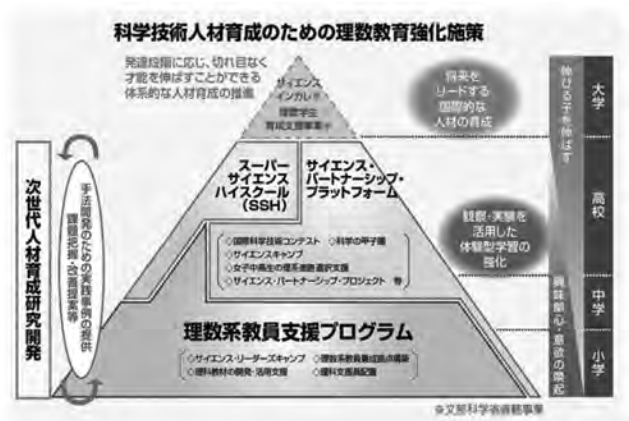 科学技術人材育成のための理数教育強化施策
発達段階に応じ、切れ目なく
才能を伸ばすことができる
体系的な人材育成の推進
サイエンス
インカレ※
理数学生
育成支援事業※
将来を
リードする
国際的な
人材の育成
伸びる子を伸ばす
大学
スーパー
サイエンス
ハイスクール
(SSH)
サイエンス・
パートナーシップ・
プラットフォーム
高校
次世代人材育成研究開発
手法開発のための実践事例の提供
課題把握・改善提案等
◇国際科学技術コンテスト ◇科学の甲子園
◇サイエンスキャンプ
◇女子中高生の理系進路選択支援
◇サイエンス・パートナーシップ・プロジェクト 等
観察・実験を
活用した
体験型学習の
強化
中学
興味関心・意欲の喚起
理数系教員支援プログラム
◇サイエンス・リーダーズキャンプ ◇理数系教員養成拠点構築
◇理科教材の開発・活用支援 ◇理科支援員配置
小学
※文部科学省直轄事業